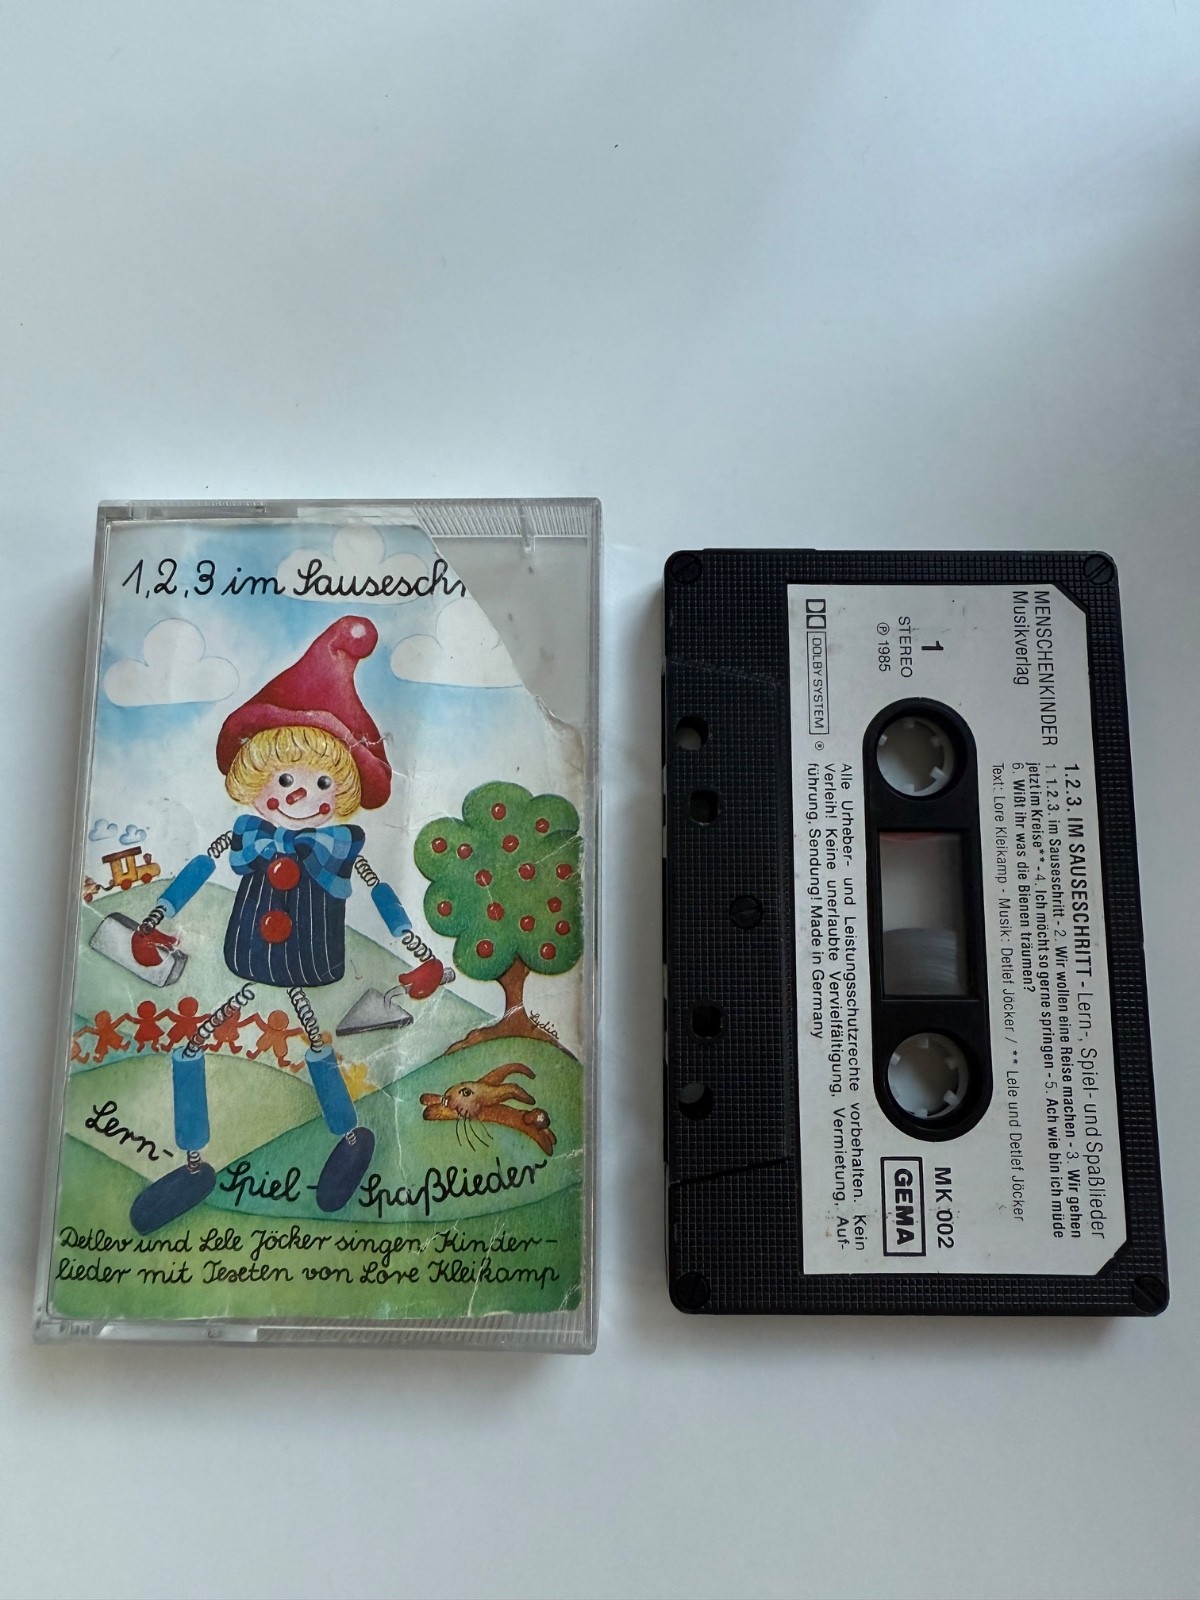 1,2,3 im Sauseschr
Lydia
Lern-
Spiel-
Spaßlieder
Detlev und Lele Jöcker singen Kinder-
lieder mit Texten von Lore Kleikamp
MENSCHENKINDER
Musikverlag
1.2.3. IM SAUSESCHRITT - Lern-, Spiel- und Spaßlieder
1. 1.2.3. im Sauseschritt - 2. Wir wollen eine Reise machen - 3. Wir gehen
jetzt im Kreise** - 4. Ich möcht so gerne springen - 5. Ach wie bin ich müde
6. Wißt ihr was die Bienen träumen?
Text: Lore Kleikamp - Musik: Detlef Jöcker / ** Lele und Detlef Jöcker
1
STEREO
℗ 1985
MK 002
GEMA
DOLBY SYSTEM
®
Alle Urheber- und Leistungsschutzrechte vorbehalten. Kein
Verleih! Keine unerlaubte Vervielfältigung, Vermietung, Auf-
führung, Sendung! Made in Germany